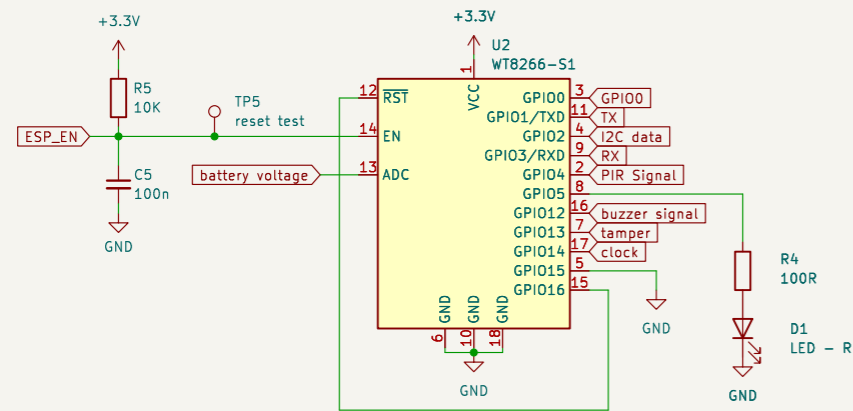 +3.3V
R5
10K
TP5
reset test
ESP_EN
C5
100n
GND
battery voltage
+3.3V
U2
WT8266-S1
1
VCC
12
RST
14
EN
13
ADC
GPIO0
3
GPIO0
GPIO1/TXD
11
TX
GPIO2
4
I2C data
GPIO3/RXD
9
RX
GPIO4
2
PIR Signal
GPIO5
8
GPIO12
16
buzzer signal
GPIO13
7
tamper
GPIO14
17
clock
GPIO15
5
GPIO16
15
GND
GND
GND
6
10
18
GND
GND
R4
100R
D1
LED - R
GND